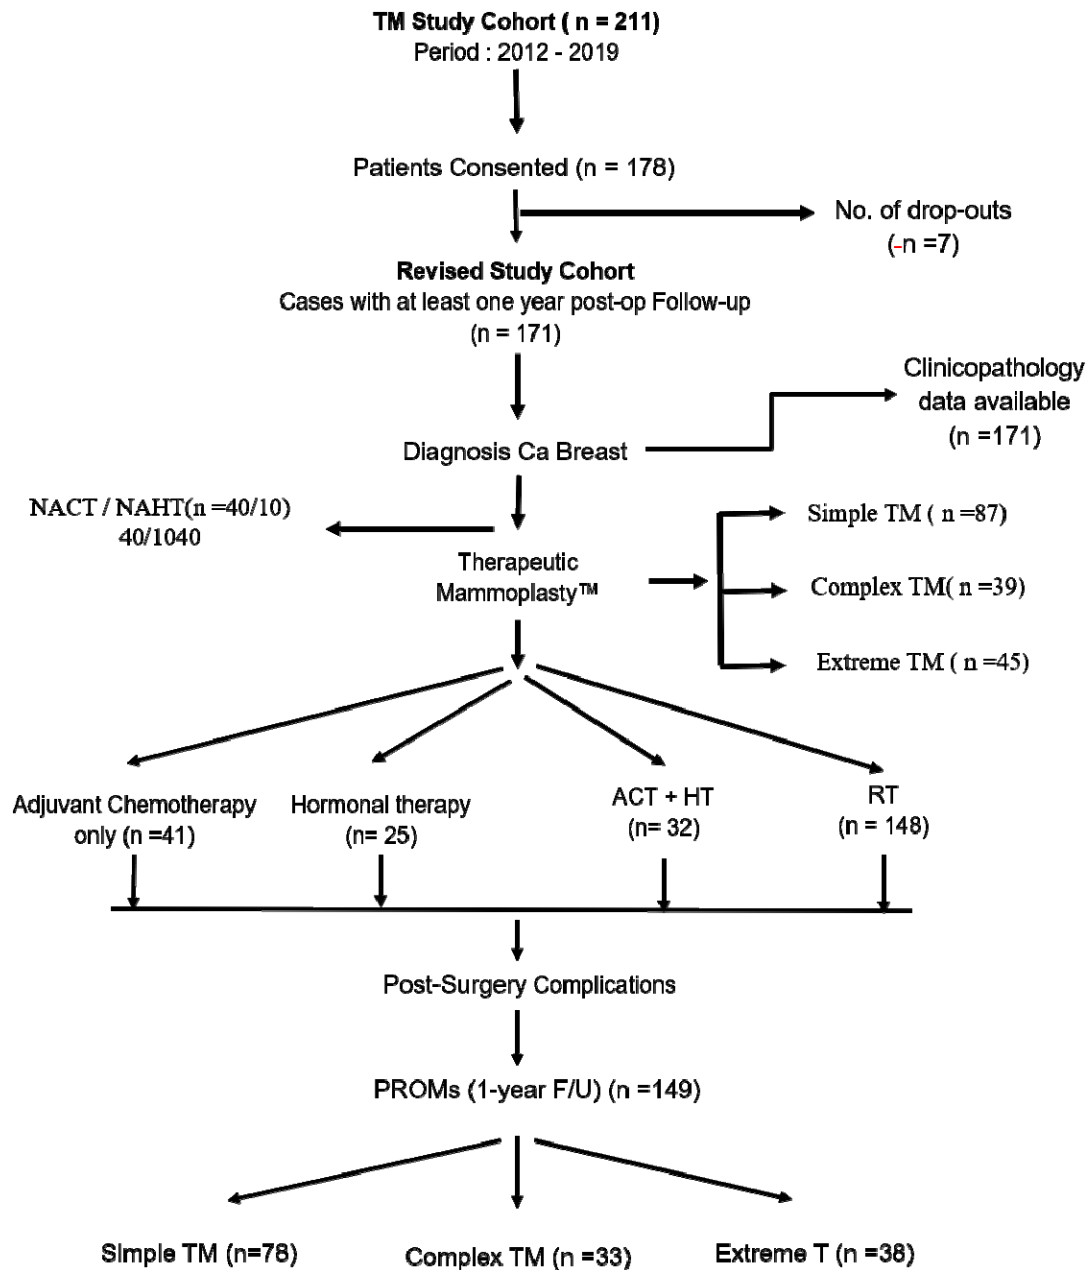 TM Study Cohort ( n = 211)
Period : 2012 - 2019
Patients Consented (n = 178)
No. of drop-outs
(-n =7)
Revised Study Cohort
Cases with at least one year post-op Follow-up
(n = 171)
Clinicopathology
data available
(n =171)
Diagnosis Ca Breast
NACT / NAHT(n =40/10)
40/1040
Simple TM ( n=87)
Therapeutic
Mammoplasty™
Complex TM( n =39)
Extreme TM ( n =45)
Adjuvant Chemotherapy
only (n =41)
Hormonal therapy
(n= 25)
ACT + HT
(n= 32)
RT
(n = 148)
Post-Surgery Complications
PROMs (1-year F/U) (n =149)
Simple TM (n=78)
Complex TM (n =33)
Extreme T (n =38)